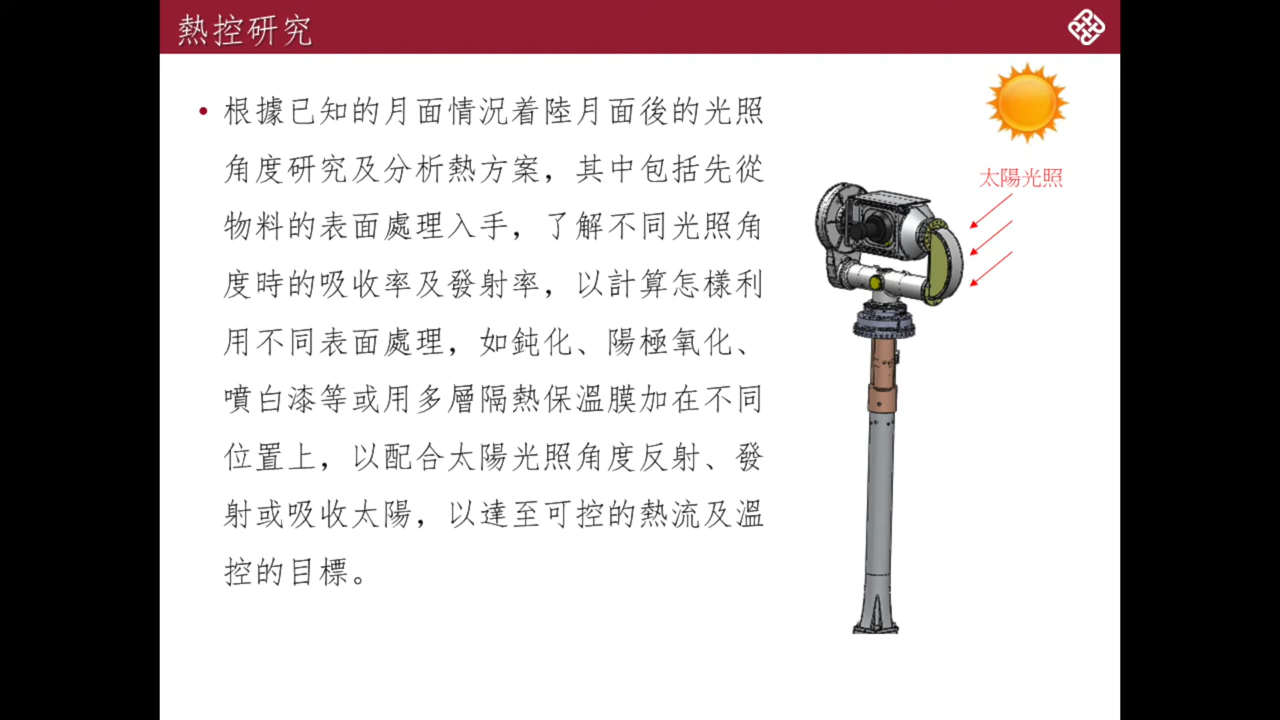 熱控研究
• 根據已知的月面情況着陸月面後的光照
角度研究及分析熱方案，其中包括先從
物料的表面處理入手，了解不同光照角
度時的吸收率及發射率，以計算怎樣利
用不同表面處理，如鈍化、陽極氧化、
噴白漆等或用多層隔熱保溫膜加在不同
位置上，以配合太陽光照角度反射、發
射或吸收太陽，以達至可控的熱流及溫
控的目標。
太陽光照